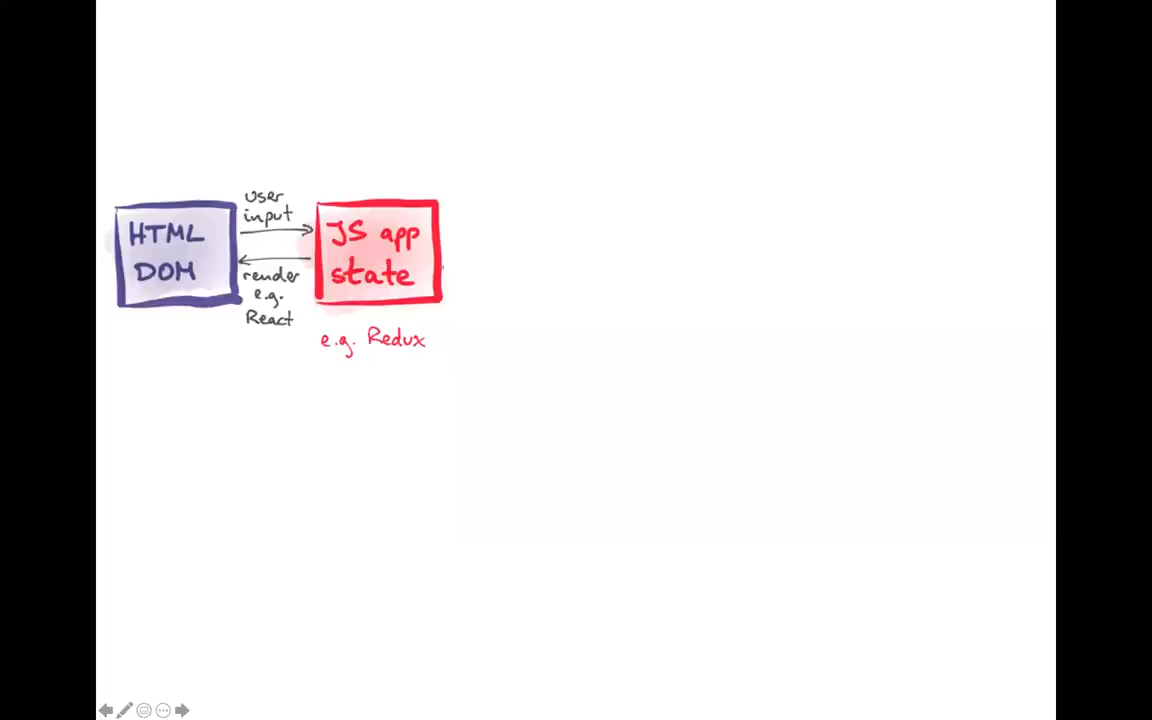 HTML
DOM
user
input
render
e.g.
React
JS app
state
e.g. Redux